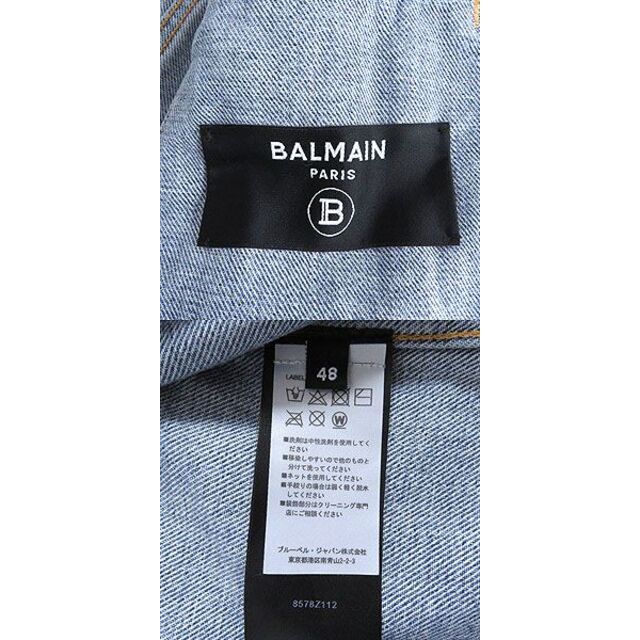 BALMAIN
PARIS
B
48
LABEL
W
■洗剤は中性洗剤を使用してく
ださい
■移染しやすいので他のものと
分けて洗ってください
■ネットを使用してください
■手絞りの場合は弱く軽く脱水
してください
■装飾部分はクリーニング専門
店にご相談ください
ブルーベル・ジャパン株式会社
東京都港区南青山2-2-3
8578Z112